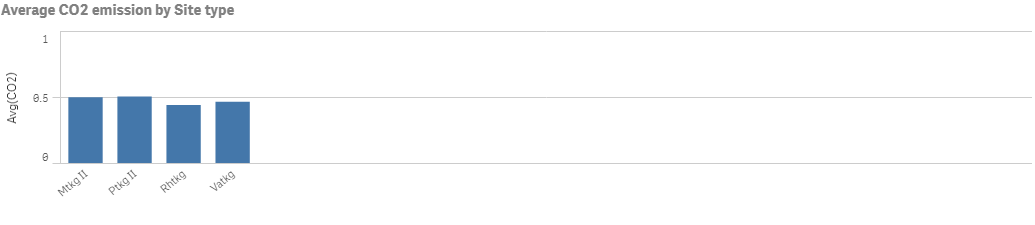 Average CO2 emission by Site type
Avg(CO2)
1
0.5
0
Mtkg II
Ptkg II
Rhtkg
Vatkg